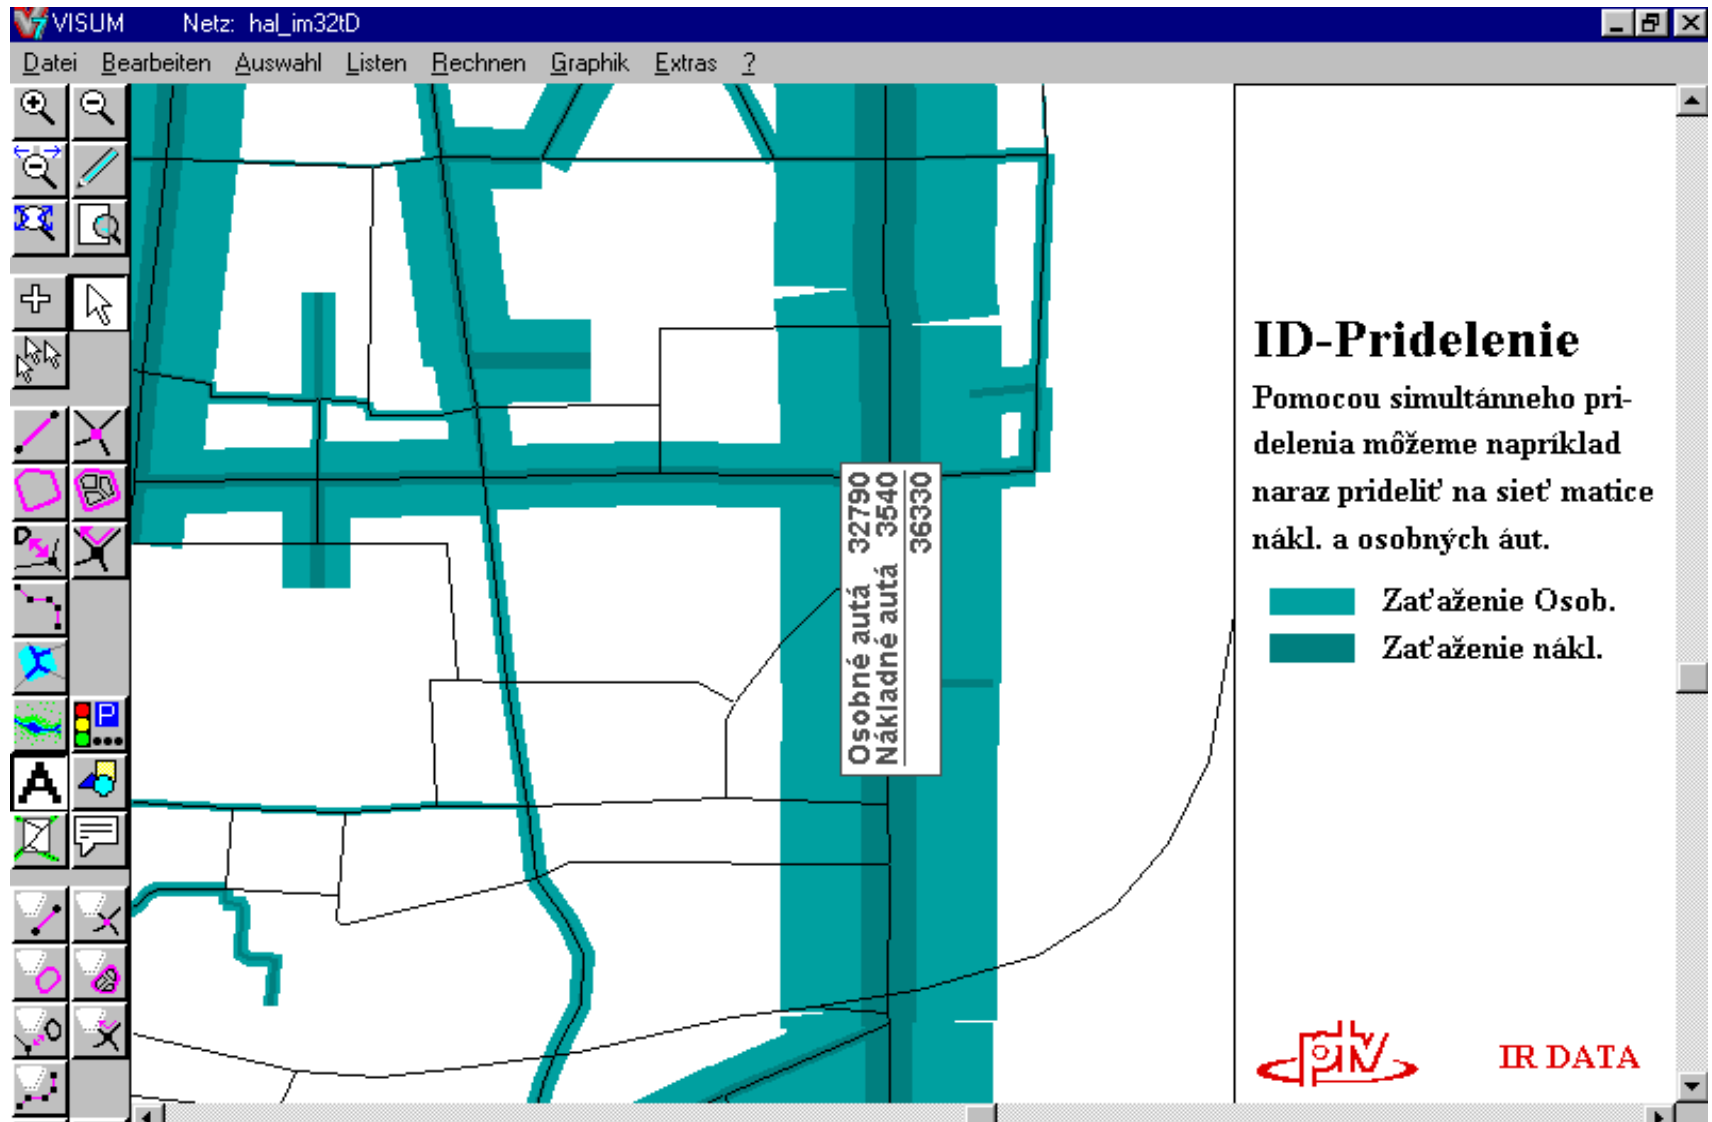 VISUM Netz: hal_im32tD
Datei Bearbeiten Auswahl Listen Rechnen Graphik Extras ?
Osobné autá 32790
Nákladné autá 3540
36330
ID-Pridelenie
Pomocou simultánneho pri-
delenia môžeme napríklad
naraz prideliť na sieť matice
nákl. a osobných áut.
Zaťaženie Osob.
Zaťaženie nákl.
ptv IR DATA